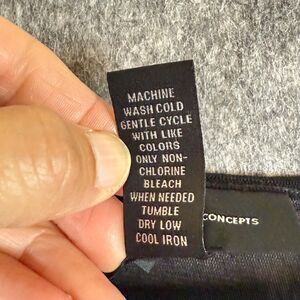 MACHINE
WASH COLD
GENTLE CYCLE
WITH LIKE
COLORS
ONLY NON-
CHLORINE
BLEACH
WHEN NEEDED
TUMBLE
DRY LOW
COOL IRON
CONCEPTS